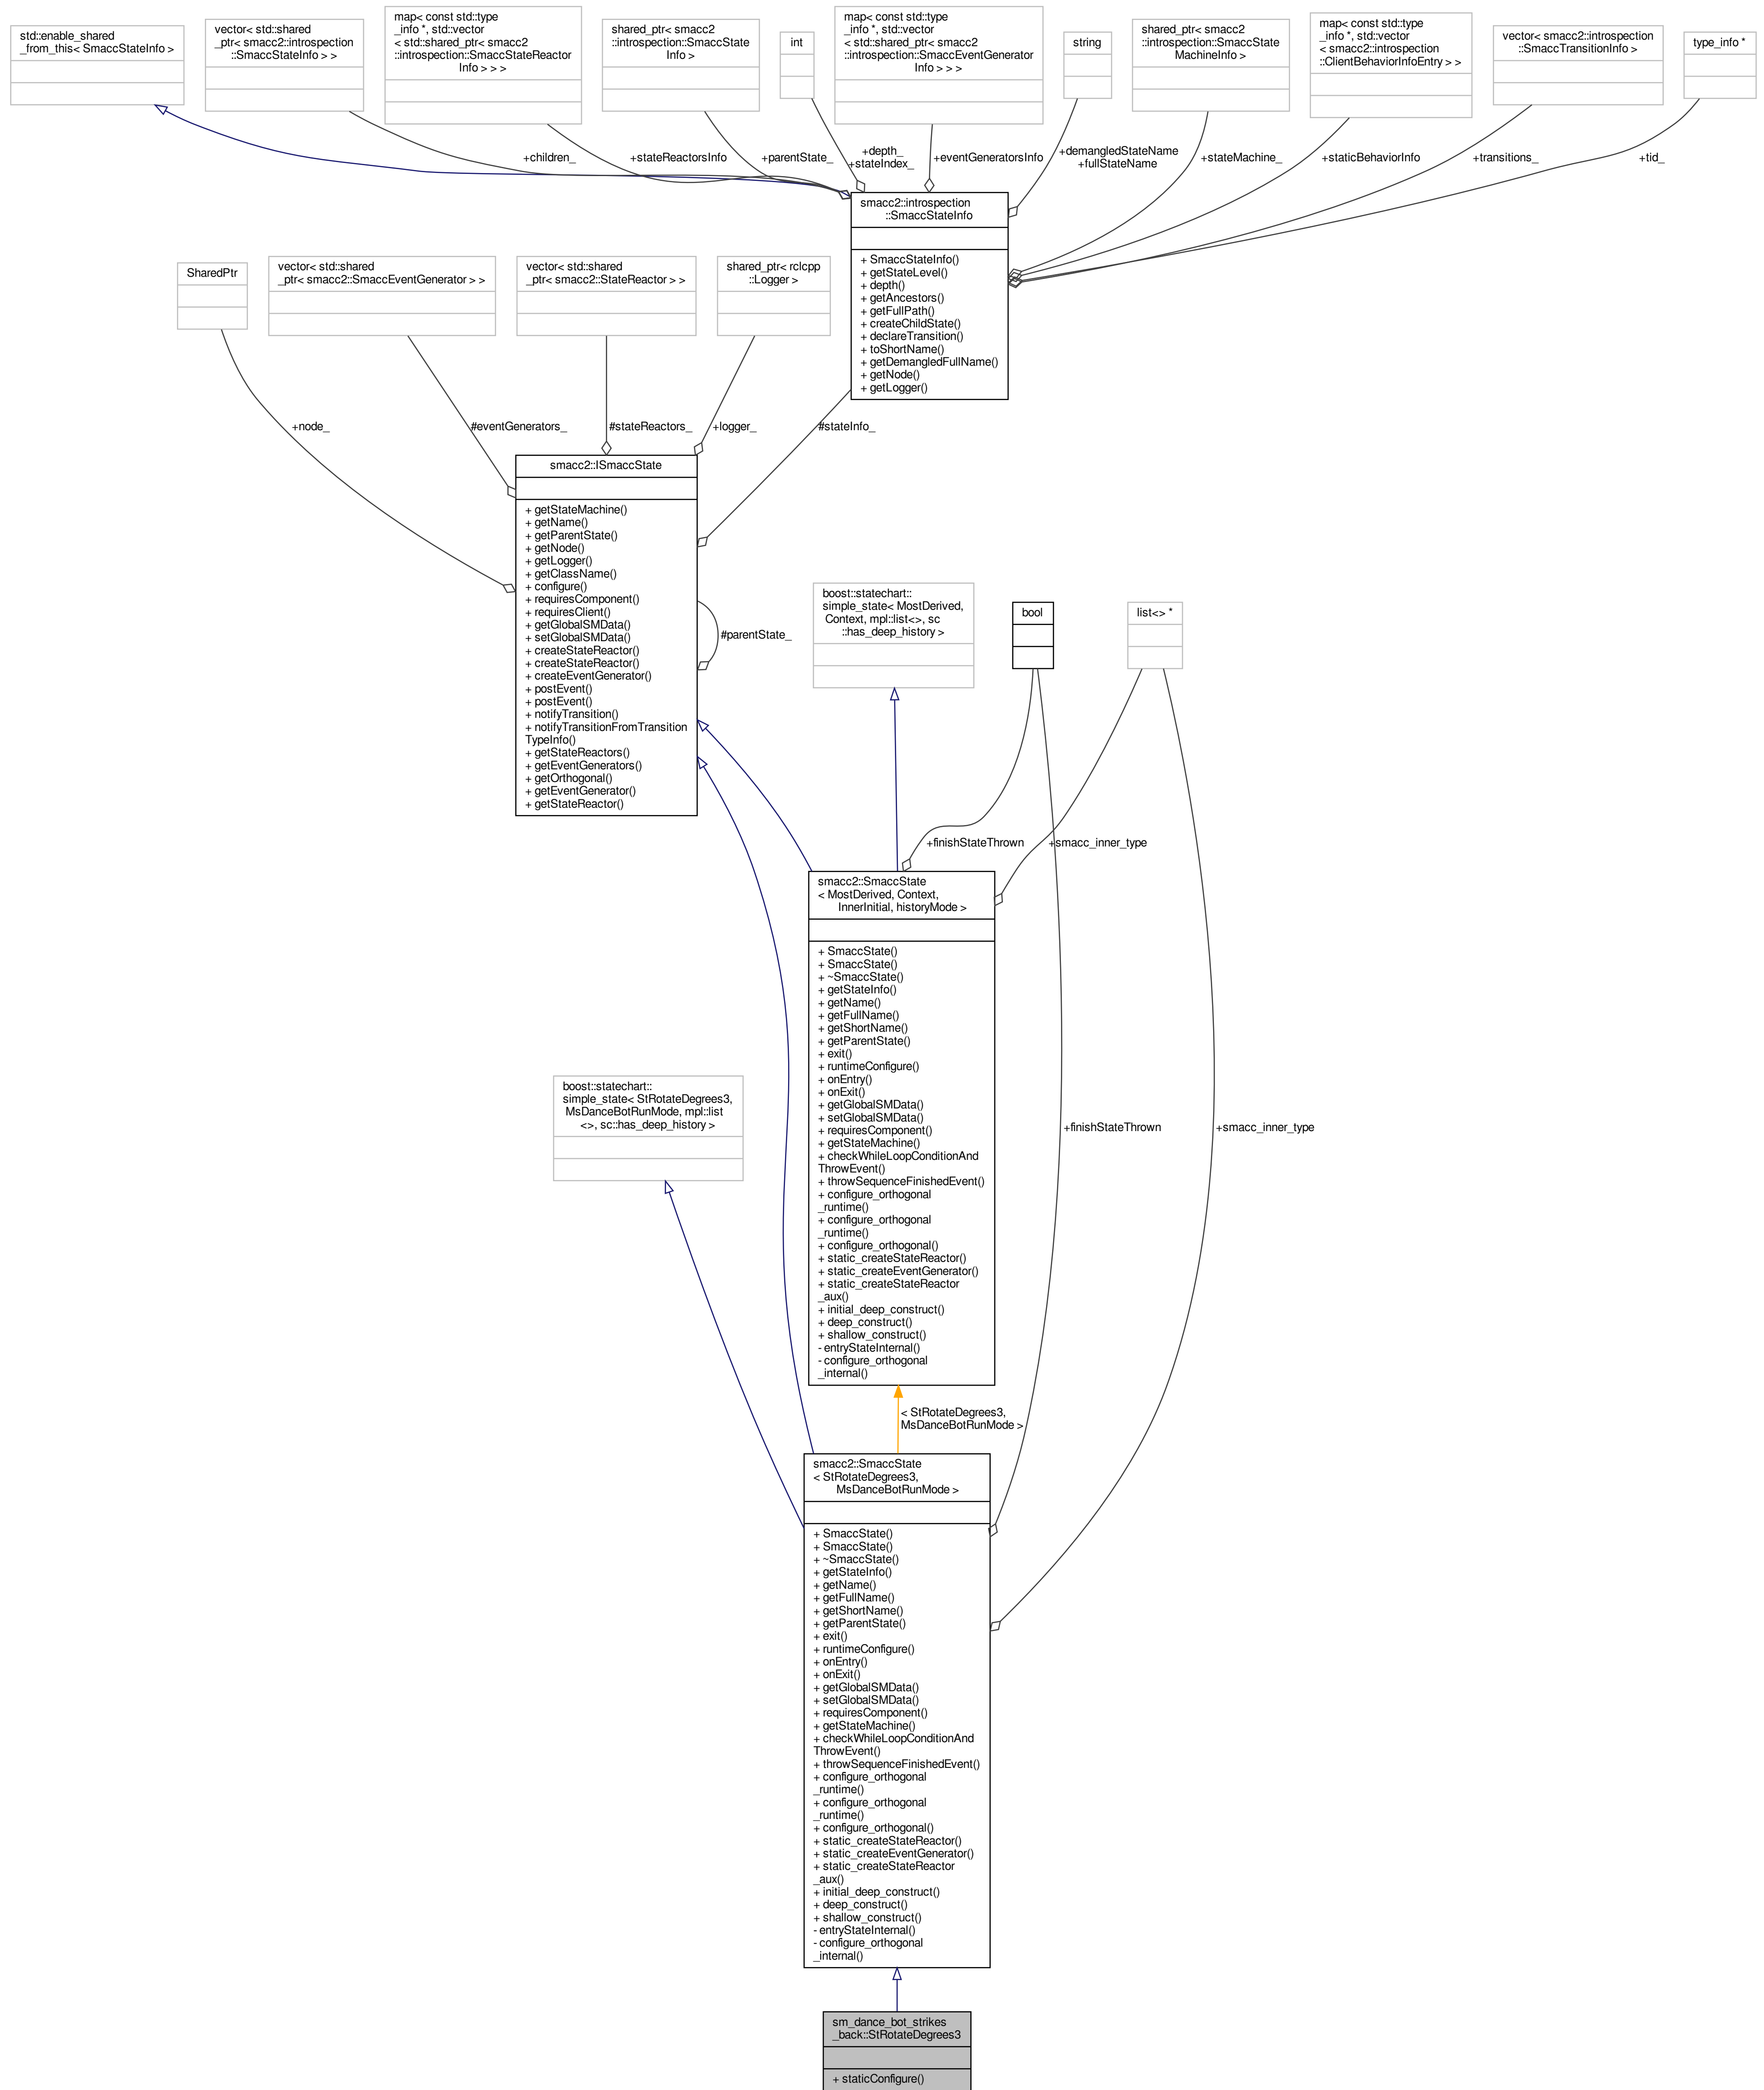 std::enable_shared
_from_this< SmaccStateInfo >
vector< std::shared
_ptr< smacc2::introspection
::SmaccStateInfo > >
map< const std::type
_info *, std::vector
< std::shared_ptr< smacc2
::introspection::SmaccStateReactor
Info > > >
shared_ptr< smacc2
::introspection::SmaccState
Info >
int
map< const std::type
_info *, std::vector
< std::shared_ptr< smacc2
::introspection::SmaccEventGenerator
Info > > >
string
shared_ptr< smacc2
::introspection::SmaccState
MachineInfo >
map< const std::type
_info *, std::vector
< smacc2::introspection
::ClientBehaviorInfoEntry > >
vector< smacc2::introspection
::SmaccTransitionInfo >
type_info *
+children_
+stateReactorsInfo
+parentState_
+depth_
+stateIndex_
+eventGeneratorsInfo
+demangledStateName
+fullStateName
+stateMachine_
+staticBehaviorInfo
+transitions_
+tid_
smacc2::introspection
::SmaccStateInfo
+ SmaccStateInfo()
+ getStateLevel()
+ depth()
+ getAncestors()
+ getFullPath()
+ createChildState()
+ declareTransition()
+ toShortName()
+ getDemangledFullName()
+ getNode()
+ getLogger()
SharedPtr
vector< std::shared
_ptr< smacc2::SmaccEventGenerator > >
vector< std::shared
_ptr< smacc2::StateReactor > >
shared_ptr< rclcpp
::Logger >
+node_
#eventGenerators_
#stateReactors_
+logger_
#stateInfo_
smacc2::ISmaccState
+ getStateMachine()
+ getName()
+ getParentState()
+ getNode()
+ getLogger()
+ getClassName()
+ configure()
+ requiresComponent()
+ requiresClient()
+ getGlobalSMData()
+ setGlobalSMData()
+ createStateReactor()
+ createStateReactor()
+ createEventGenerator()
+ postEvent()
+ postEvent()
+ notifyTransition()
+ notifyTransitionFromTransition
TypeInfo()
+ getStateReactors()
+ getEventGenerators()
+ getOrthogonal()
+ getEventGenerator()
+ getStateReactor()
#parentState_
boost::statechart::
simple_state< MostDerived,
Context, mpl::list<>, sc
::has_deep_history >
bool
list<> *
+finishStateThrown
+smacc_inner_type
smacc2::SmaccState
< MostDerived, Context,
InnerInitial, historyMode >
+ SmaccState()
+ SmaccState()
+ ~SmaccState()
+ getStateInfo()
+ getName()
+ getFullName()
+ getShortName()
+ getParentState()
+ exit()
+ runtimeConfigure()
+ onEntry()
+ onExit()
+ getGlobalSMData()
+ setGlobalSMData()
+ requiresComponent()
+ getStateMachine()
+ checkWhileLoopConditionAnd
ThrowEvent()
+ throwSequenceFinishedEvent()
+ configure_orthogonal
_runtime()
+ configure_orthogonal
_runtime()
+ configure_orthogonal()
+ static_createStateReactor()
+ static_createEventGenerator()
+ static_createStateReactor
_aux()
+ initial_deep_construct()
+ deep_construct()
+ shallow_construct()
- entryStateInternal()
- configure_orthogonal
_internal()
boost::statechart::
simple_state< StRotateDegrees3,
MsDanceBotRunMode, mpl::list
<>, sc::has_deep_history >
+finishStateThrown
+smacc_inner_type
< StRotateDegrees3,
MsDanceBotRunMode >
smacc2::SmaccState
< StRotateDegrees3,
MsDanceBotRunMode >
+ SmaccState()
+ SmaccState()
+ ~SmaccState()
+ getStateInfo()
+ getName()
+ getFullName()
+ getShortName()
+ getParentState()
+ exit()
+ runtimeConfigure()
+ onEntry()
+ onExit()
+ getGlobalSMData()
+ setGlobalSMData()
+ requiresComponent()
+ getStateMachine()
+ checkWhileLoopConditionAnd
ThrowEvent()
+ throwSequenceFinishedEvent()
+ configure_orthogonal
_runtime()
+ configure_orthogonal
_runtime()
+ configure_orthogonal()
+ static_createStateReactor()
+ static_createEventGenerator()
+ static_createStateReactor
_aux()
+ initial_deep_construct()
+ deep_construct()
+ shallow_construct()
- entryStateInternal()
- configure_orthogonal
_internal()
sm_dance_bot_strikes
_back::StRotateDegrees3
+ staticConfigure()